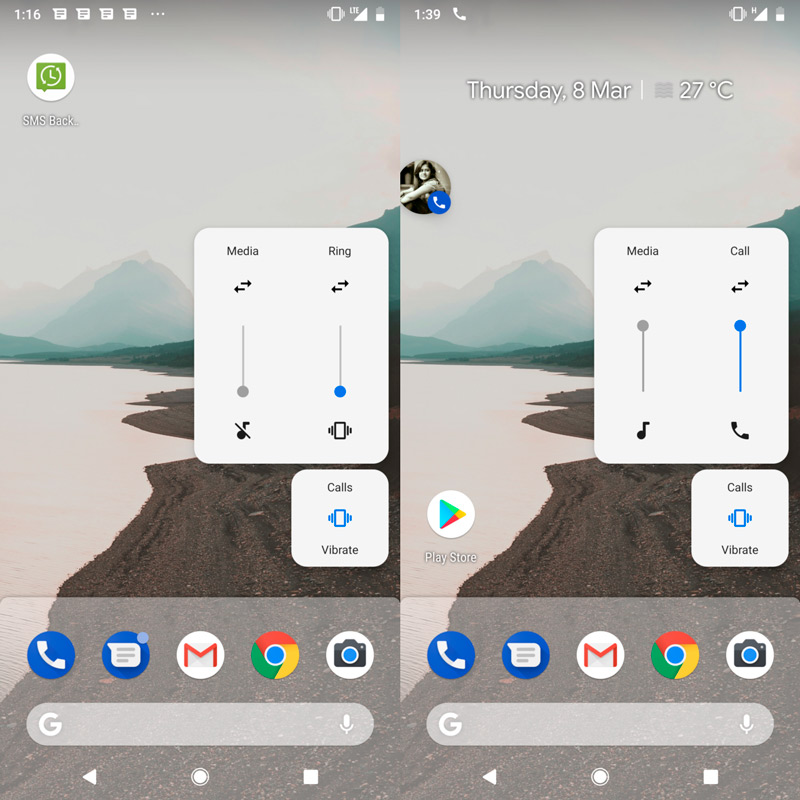 1:16
LTE
SMS Back..
Media Ring
Calls
Vibrate
G
1:39
H
Thursday, 8 Mar | 27 °C
Media Call
Calls
Vibrate
Play Store
G